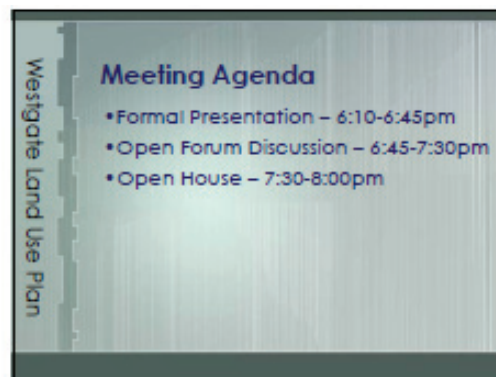 Westgate Land Use Plan
Meeting Agenda
•Formal Presentation – 6:10-6:45pm
•Open Forum Discussion – 6:45-7:30pm
•Open House – 7:30-8:00pm